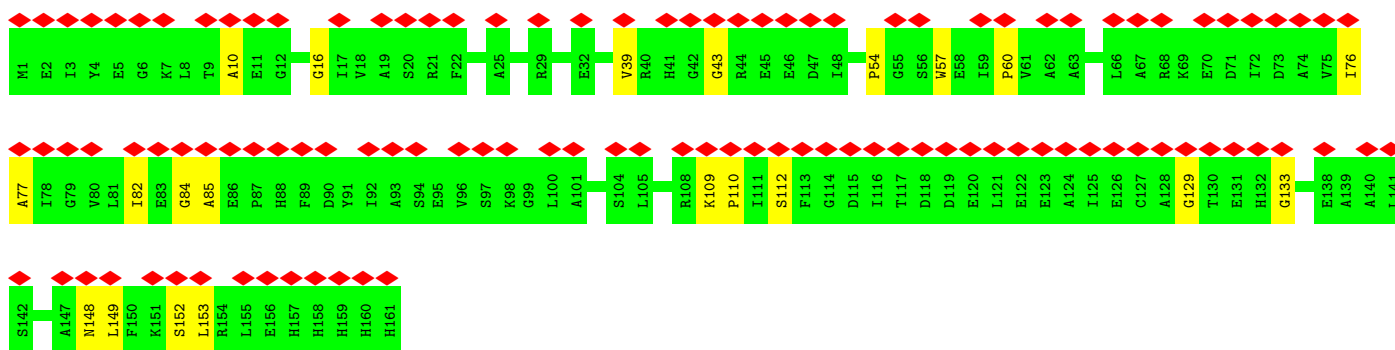 M1 E2 I3 Y4 E5 G6 K7 L8 T9 A10 E11 G12 G16 I17 V18 A19 S20 R21 F22 A25 R29 E32 V39 R40 H41 G42 G43 R44 E45 E46 D47 I48 P54 G55 S56 W57 E58 I59 P60 V61 A62 A63 L66 A67 R68 K69 E70 D71 I72 D73 A74 V75 I76
A77 I78 G79 V80 L81 I82 E83 G84 A85 E86 P87 H88 F89 D90 Y91 I92 A93 S94 E95 V96 S97 K98 G99 L100 A101 S104 L105 R108 K109 P110 I111 S112 F113 G114 D115 I116 T117 D118 D119 E120 L121 E122 E123 A124 I125 E126 C127 A128 G129 T130 E131 H132 G133 E138 A139 A140 L141
S142 A147 N148 L149 F150 K151 S152 L153 R154 L155 E156 H157 H158 H159 H160 H161